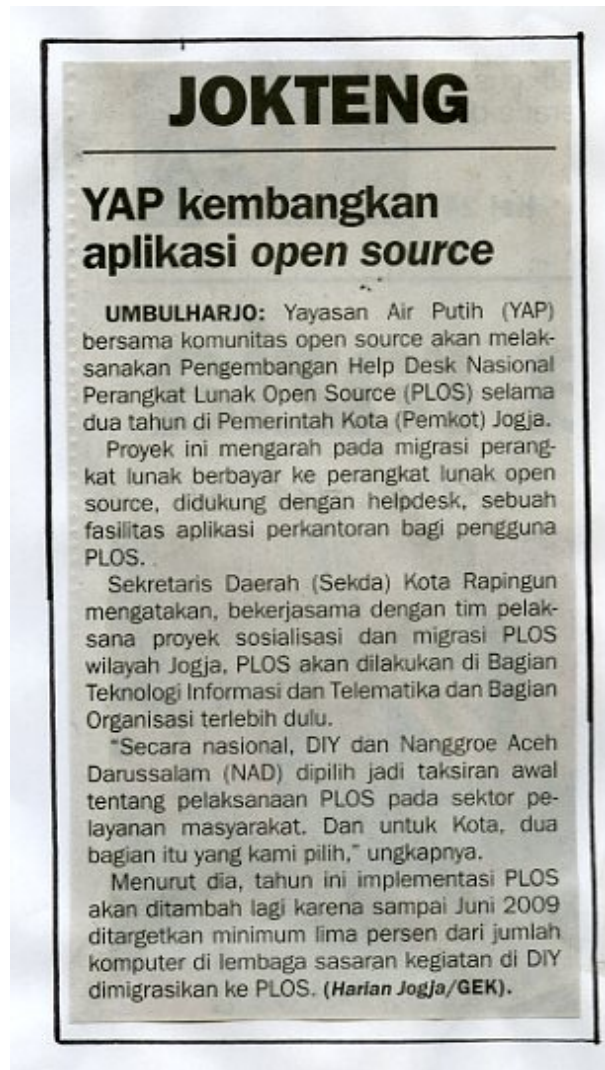 JOKTENG
YAP kembangkan
aplikasi open source
UMBULHARJO: Yayasan Air Putih (YAP)
bersama komunitas open source akan melak-
sanakan Pengembangan Help Desk Nasional
Perangkat Lunak Open Source (PLOS) selama
dua tahun di Pemerintah Kota (Pemkot) Jogja.
Proyek ini mengarah pada migrasi perang-
kat lunak berbayar ke perangkat lunak open
source, didukung dengan helpdesk, sebuah
fasilitas aplikasi perkantoran bagi pengguna
PLOS.
Sekretaris Daerah (Sekda) Kota Rapingun
mengatakan, bekerjasama dengan tim pelak-
sana proyek sosialisasi dan migrasi PLOS
wilayah Jogja, PLOS akan dilakukan di Bagian
Teknologi Informasi dan Telematika dan Bagian
Organisasi terlebih dulu.
"Secara nasional, DIY dan Nanggroe Aceh
Darussalam (NAD) dipilih jadi taksiran awal
tentang pelaksanaan PLOS pada sektor pe-
layanan masyarakat. Dan untuk Kota, dua
bagian itu yang kami pilih," ungkapnya.
Menurut dia, tahun ini implementasi PLOS
akan ditambah lagi karena sampai Juni 2009
ditargetkan minimum lima persen dari jumlah
komputer di lembaga sasaran kegiatan di DIY
dimigrasikan ke PLOS. (Harian Jogja/GEK).